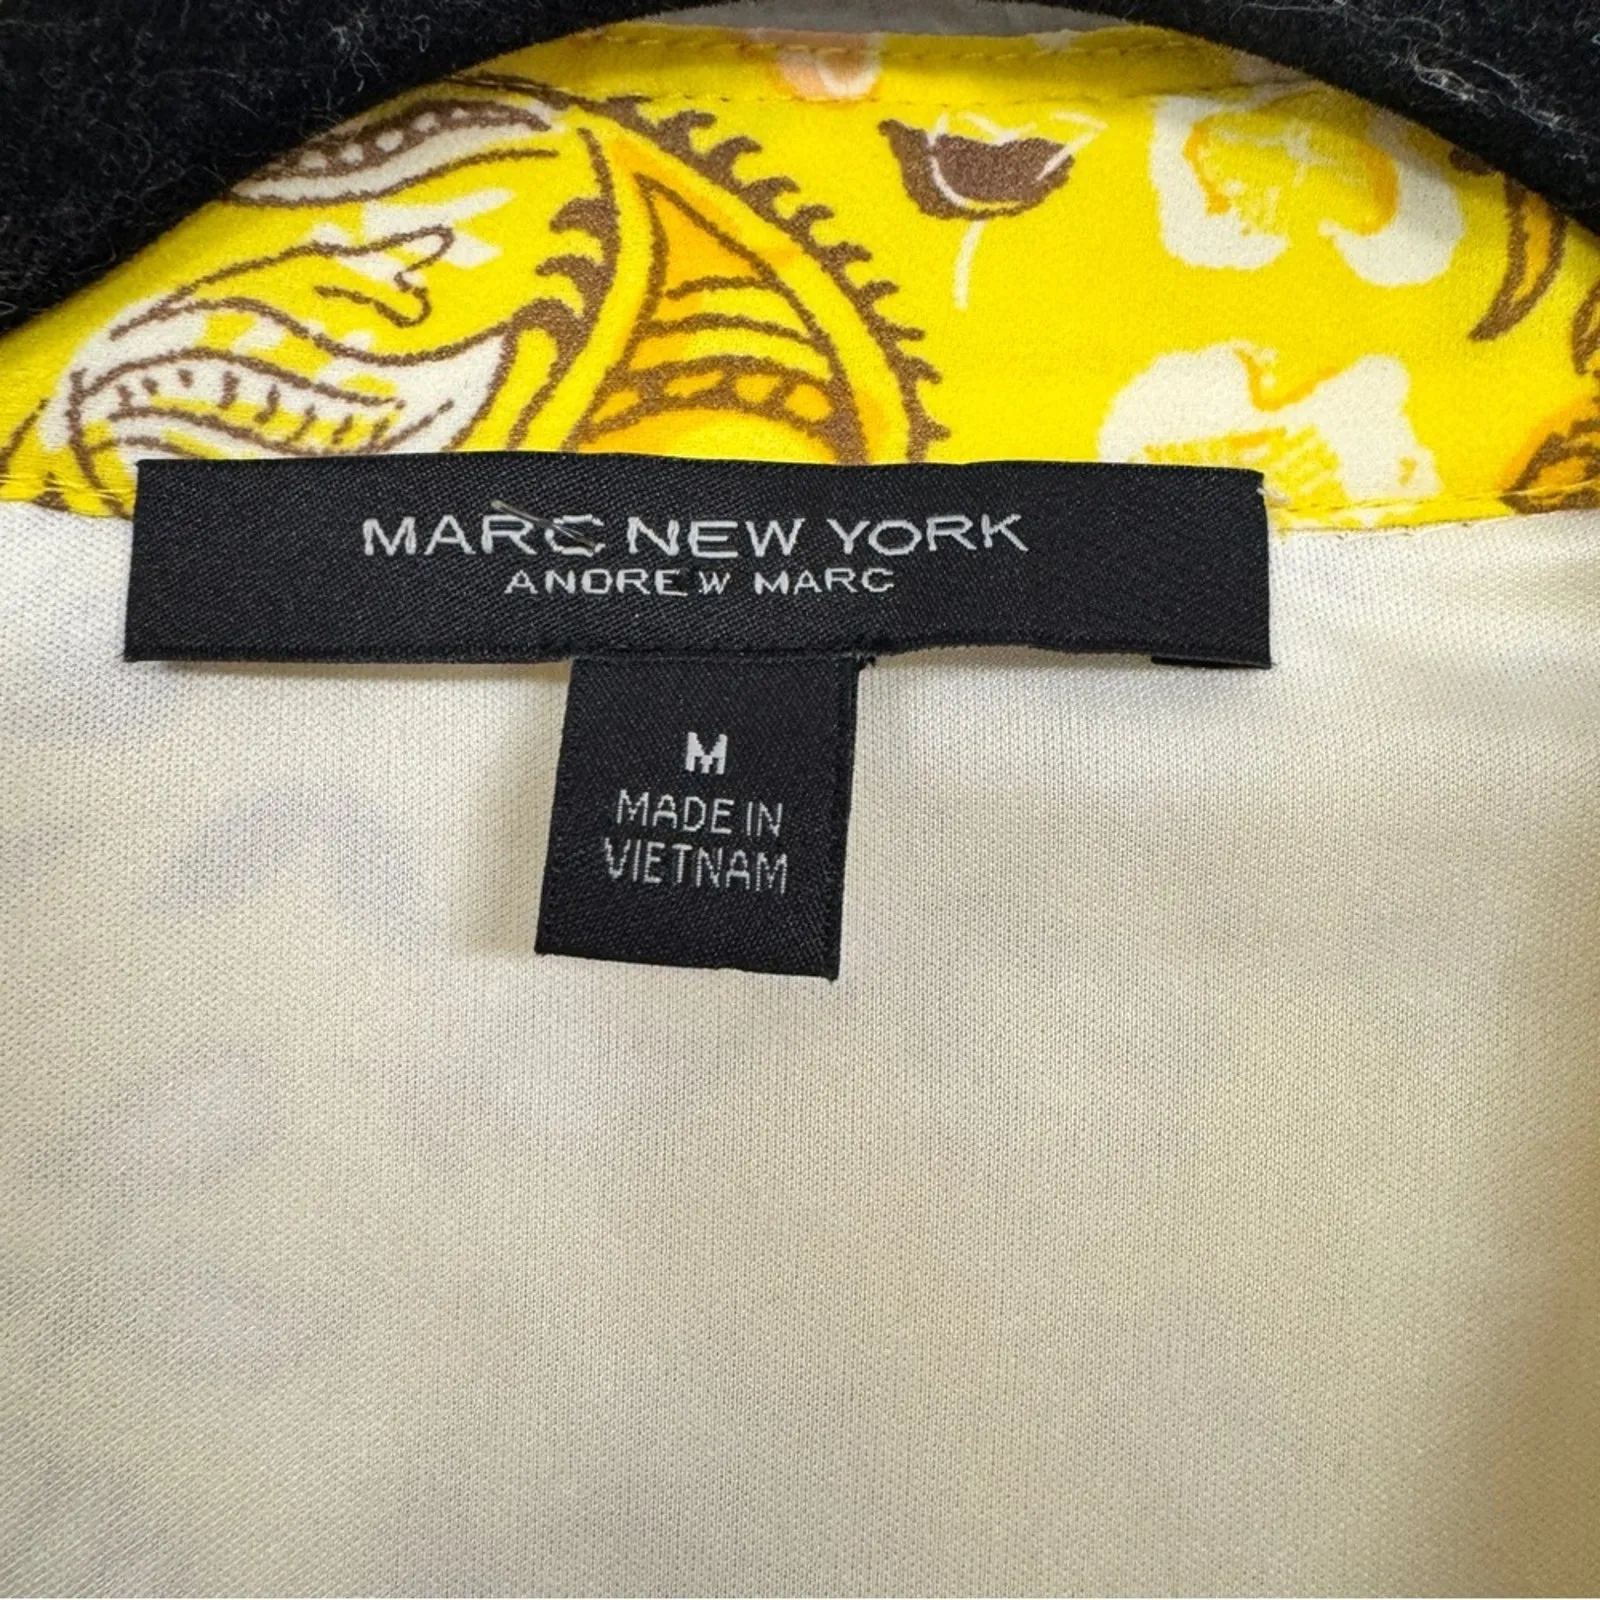 MARC NEW YORK
ANDREW MARC
M
MADE IN
VIETNAM